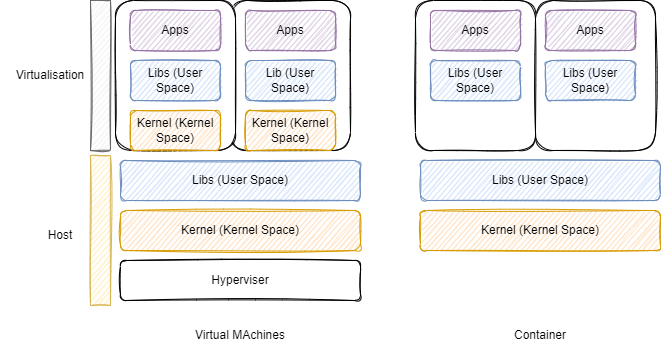 Virtualisation
Apps
Apps
Libs (User
Space)
Lib (User
Space)
Kernel (Kernel
Space)
Kernel (Kernel
Space)
Apps
Apps
Libs (User
Space)
Libs (User
Space)
Host
Libs (User Space)
Kernel (Kernel Space)
Hyperviser
Libs (User Space)
Kernel (Kernel Space)
Virtual MAchines
Container